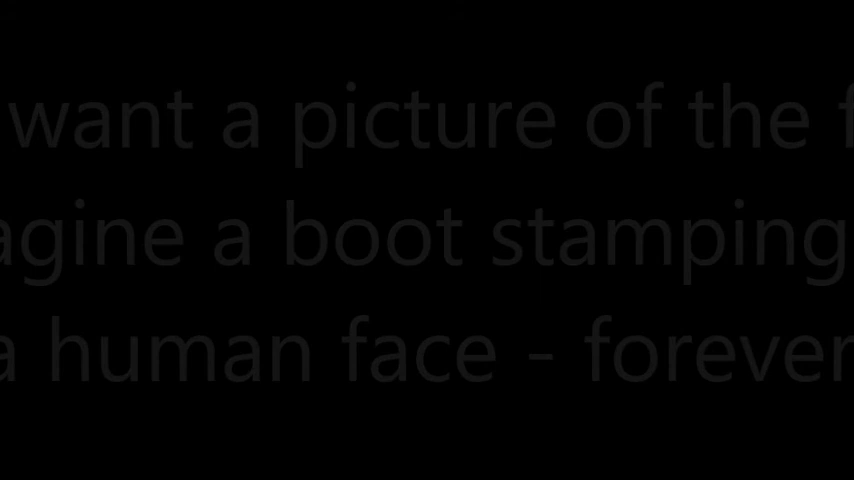 want a picture of the f
agine a boot stamping
a human face - forever